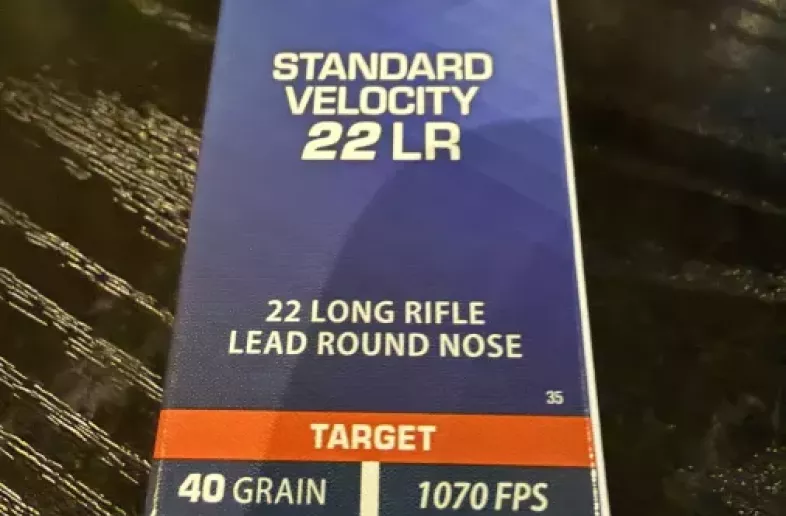 STANDARD
VELOCITY
22 LR
22 LONG RIFLE
LEAD ROUND NOSE
35
TARGET
40 GRAIN 1070 FPS